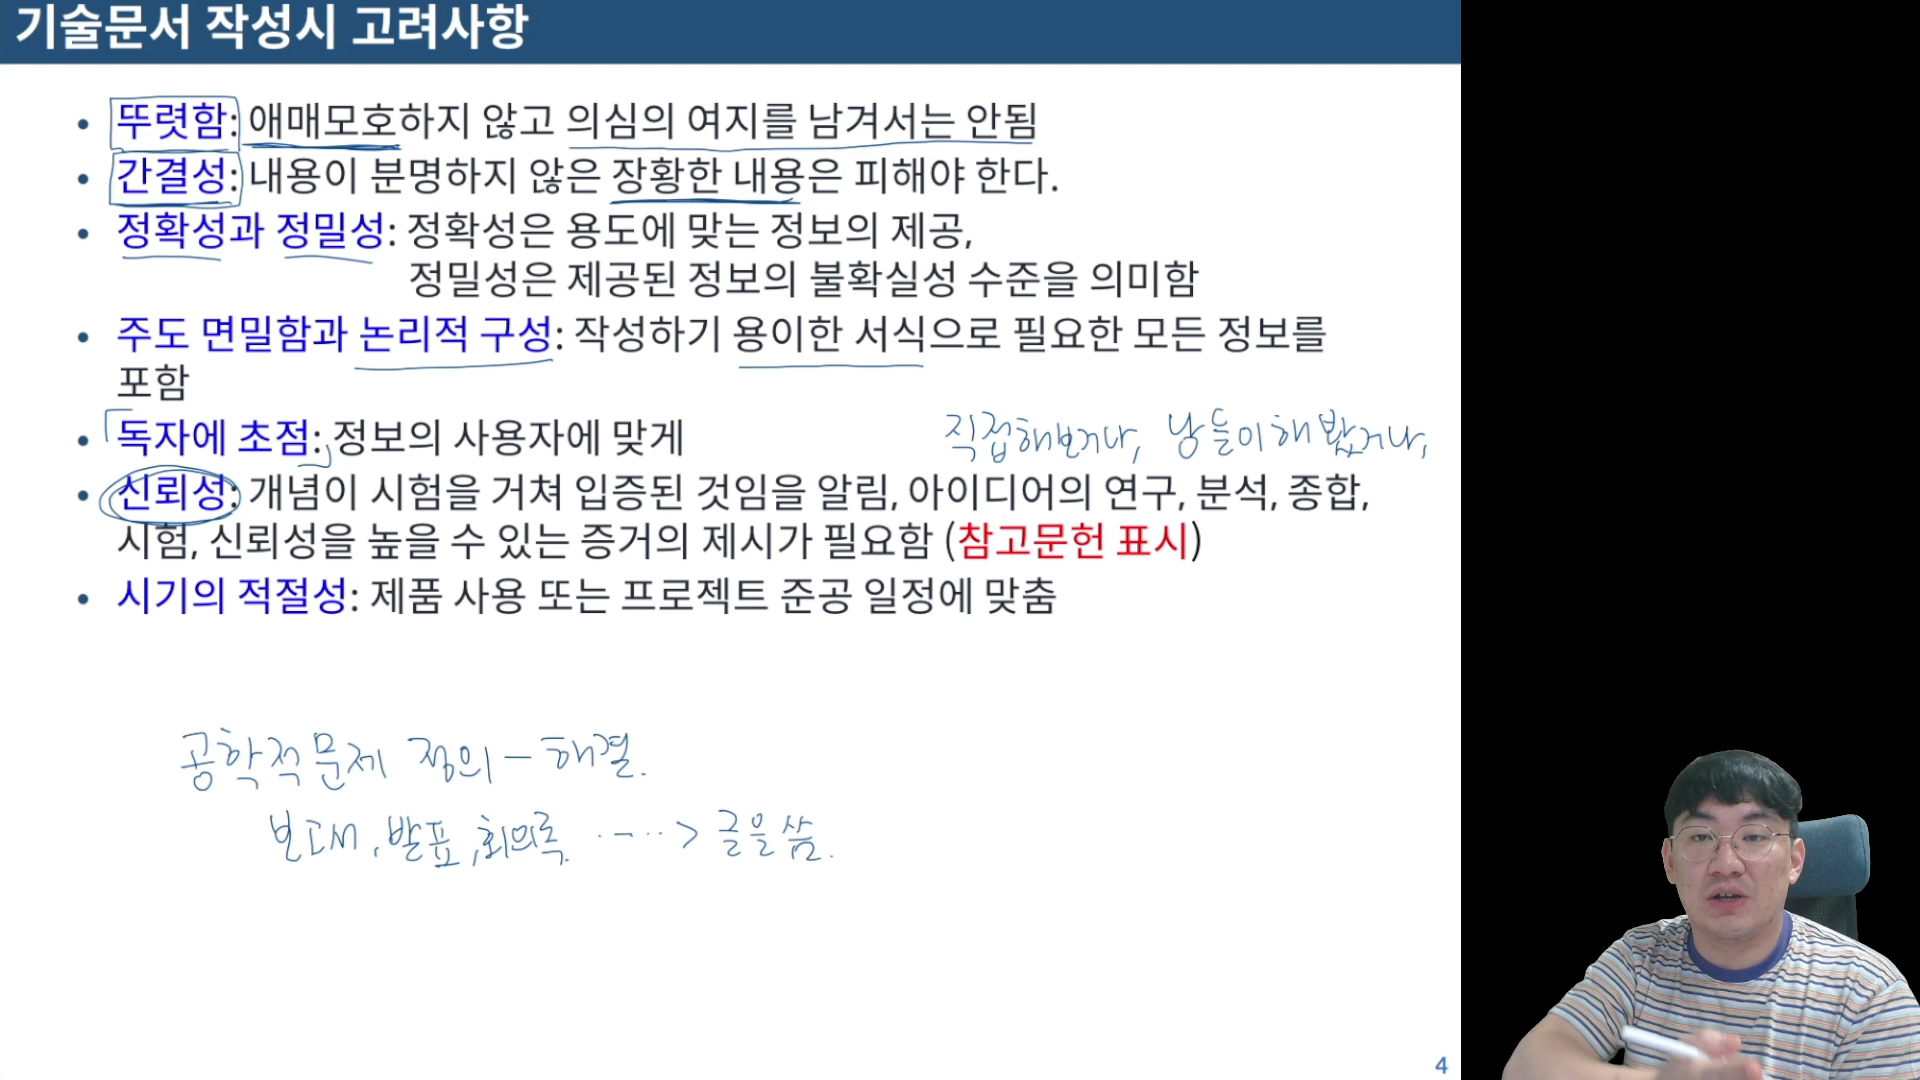 기술문서 작성시 고려사항
• 뚜렷함: 애매모호하지 않고 의심의 여지를 남겨서는 안됨
• 간결성: 내용이 분명하지 않은 장황한 내용은 피해야 한다.
• 정확성과 정밀성: 정확성은 용도에 맞는 정보의 제공,
정밀성은 제공된 정보의 불확실성 수준을 의미함
• 주도 면밀함과 논리적 구성: 작성하기 용이한 서식으로 필요한 모든 정보를
포함
• 「독자에 초점:」 정보의 사용자에 맞게
직접해보거나, 남들이해봤거나,
• 신뢰성: 개념이 시험을 거쳐 입증된 것임을 알림, 아이디어의 연구, 분석, 종합,
시험, 신뢰성을 높을 수 있는 증거의 제시가 필요함 (참고문헌 표시)
• 시기의 적절성: 제품 사용 또는 프로젝트 준공 일정에 맞춤
공학적문제 정의 – 해결.
보고서, 발표, 회의록 ·-··> 글을 씀.
4